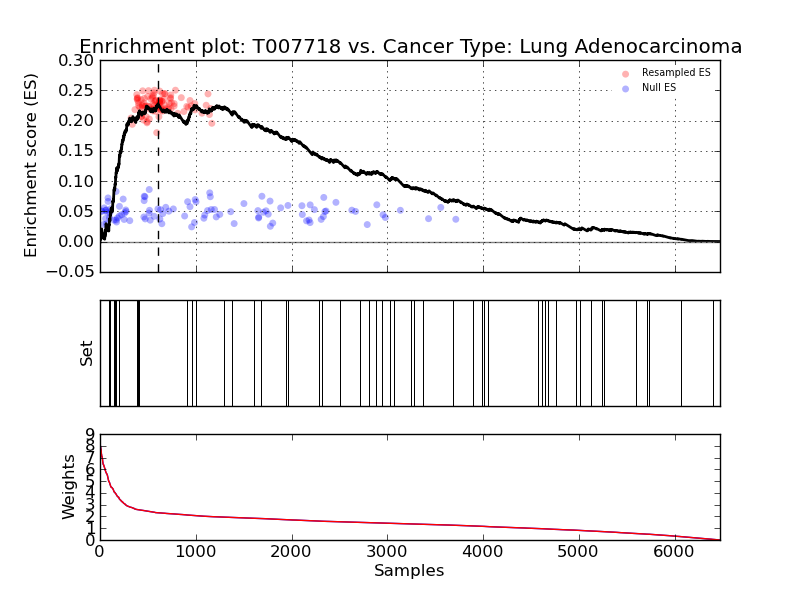 Enrichment plot: T007718 vs. Cancer Type: Lung Adenocarcinoma
0.30
0.25
0.20
0.15
0.10
0.05
0.00
−0.05
Enrichment score (ES)
Resampled ES
Null ES
Set
9
8
7
6
5
4
3
2
1
0
Weights
0 1000 2000 3000 4000 5000 6000
Samples